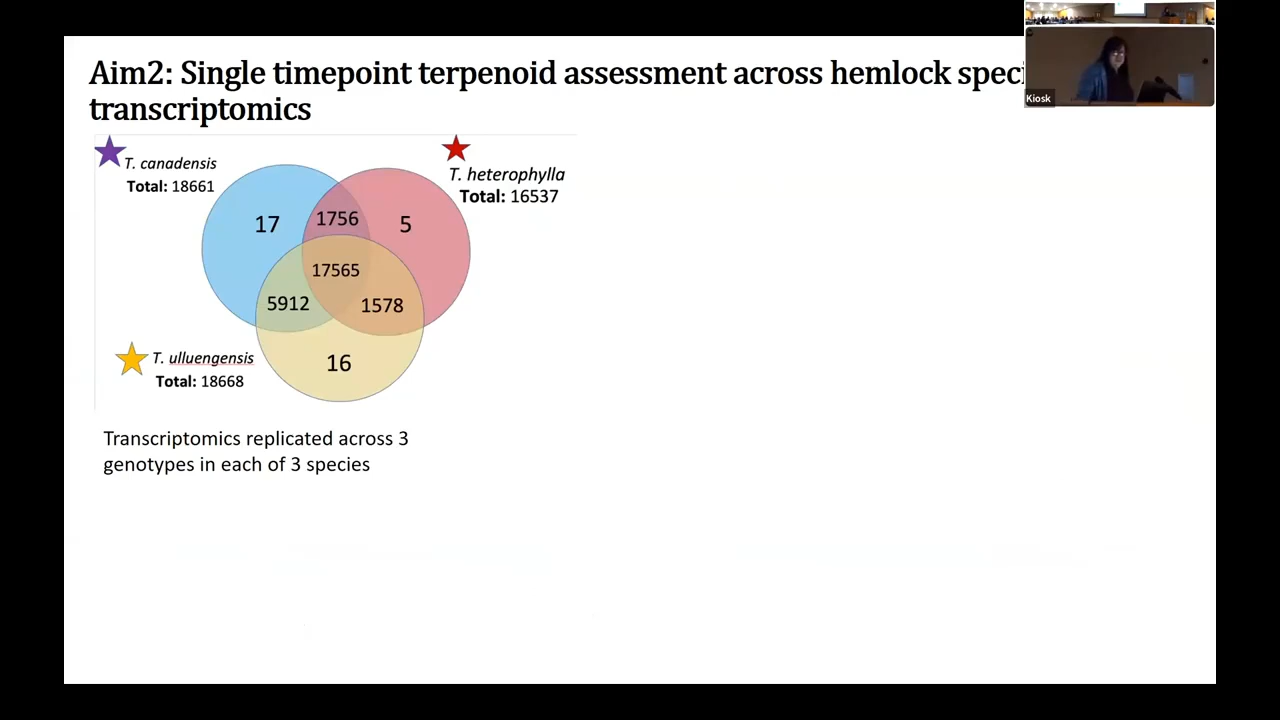 Aim2: Single timepoint terpenoid assessment across hemlock speci
transcriptomics
Kiosk
T. canadensis
Total: 18661
T. heterophylla
Total: 16537
17
1756
5
17565
5912
1578
T. ulluengensis
Total: 18668
16
Transcriptomics replicated across 3
genotypes in each of 3 species